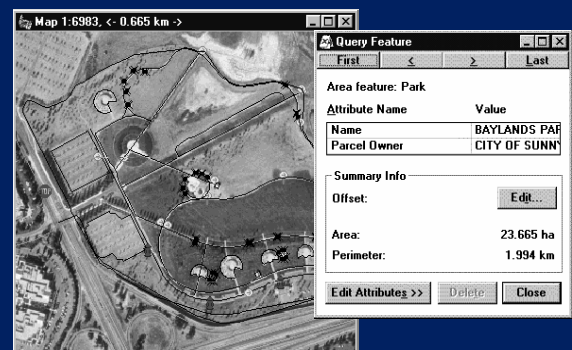 Map 1:6983, <- 0.665 km ->
Query Feature
First < > Last
Area feature: Park
Attribute Name Value
Name BAYLANDS PAR
Parcel Owner CITY OF SUNNY
Summary Info
Offset: Edit...
Area: 23.665 ha
Perimeter: 1.994 km
Edit Attributes >> Delete Close